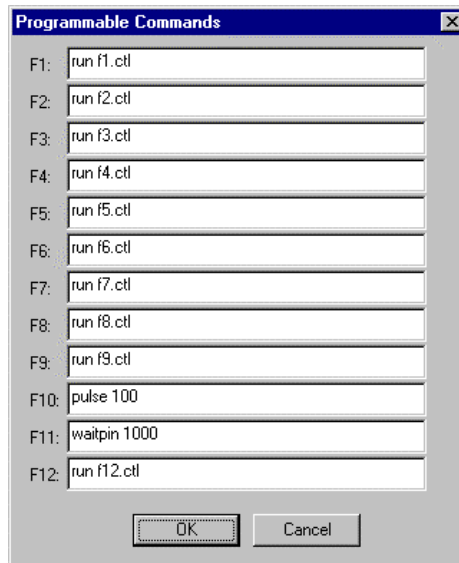 Programmable Commands
F1: run f1.ctl
F2: run f2.ctl
F3: run f3.ctl
F4: run f4.ctl
F5: run f5.ctl
F6: run f6.ctl
F7: run f7.ctl
F8: run f8.ctl
F9: run f9.ctl
F10: pulse 100
F11: waitpin 1000
F12: run f12.ctl
OK Cancel